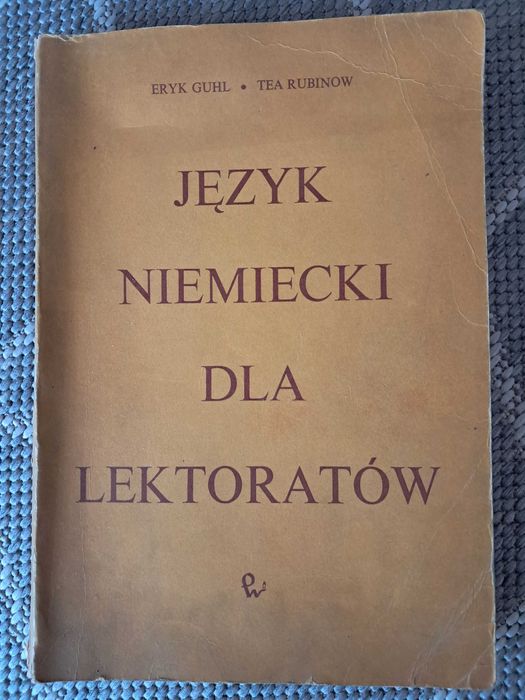 ERYK GUHL • TEA RUBINOW
JĘZYK
NIEMIECKI
DLA
LEKTORATÓW